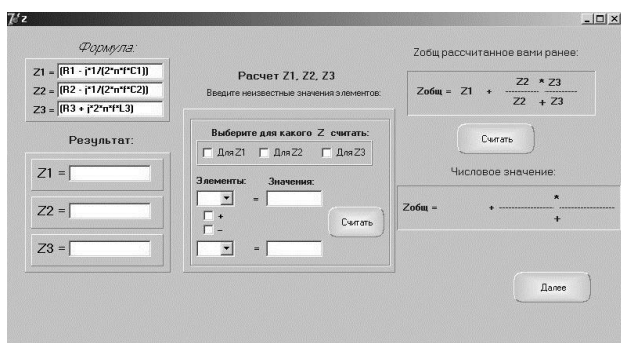 z
Формула:
Z1 = (R1 - j*1/(2*п*f*C1))
Z2 = (R2 - j*1/(2*п*f*C2))
Z3 = (R3 + j*2*п*f*L3)
Результат:
Z1 =
Z2 =
Z3 =
Расчет Z1, Z2, Z3
Введите неизвестные значения элементов:
Выберите для какого Z считать:
Для Z1 Для Z2 Для Z3
Элементы: Значения:
=
+
-
Считать
=
Zобщ рассчитанное вами ранее:
Z2 * Z3
Zобщ = Z1 + ---------- ----------
Z2 + Z3
Считать
Числовое значение:
*
Zобщ = + ---------------- ----------------
+
Далее